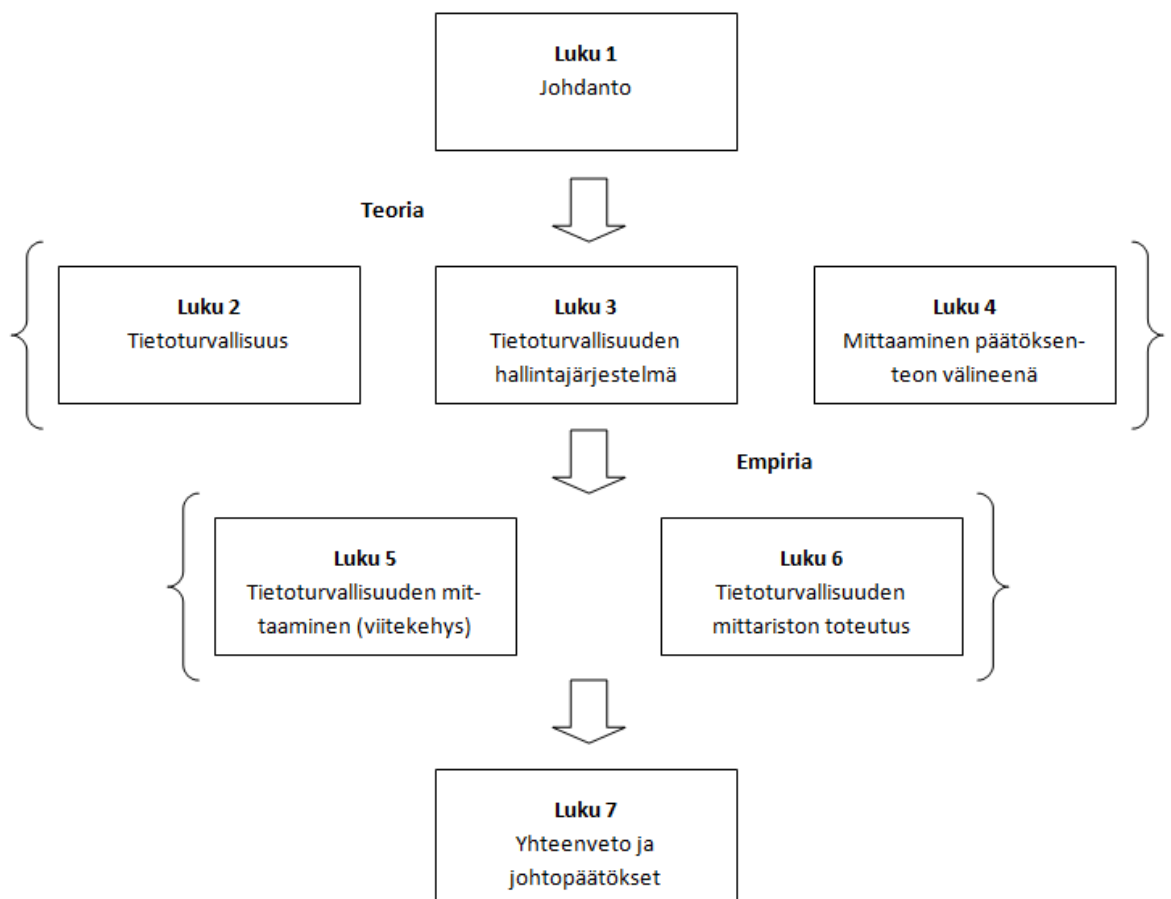 Luku 1
Johdanto
Teoria
Luku 2
Tietoturvallisuus
Luku 3
Tietoturvallisuuden
hallintajärjestelmä
Luku 4
Mittaaminen päätöksen-
teon välineenä
Empiria
Luku 5
Tietoturvallisuuden mit-
taaminen (viitekehys)
Luku 6
Tietoturvallisuuden
mittariston toteutus
Luku 7
Yhteenveto ja
johtopäätökset